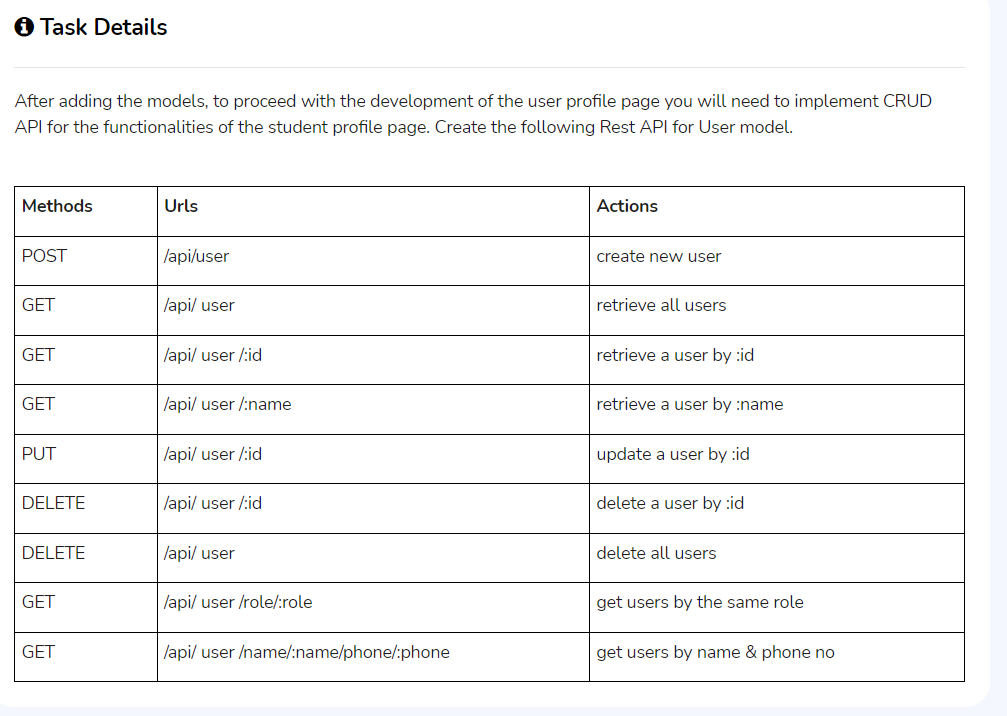 Task Details
After adding the models, to proceed with the development of the user profile page you will need to implement CRUD
API for the functionalities of the student profile page. Create the following Rest API for User model.
Methods Urls Actions
POST /api/user create new user
GET /api/ user retrieve all users
GET /api/ user /:id retrieve a user by :id
GET /api/ user /:name retrieve a user by :name
PUT /api/ user /:id update a user by :id
DELETE /api/ user /:id delete a user by :id
DELETE /api/ user delete all users
GET /api/ user /role/:role get users by the same role
GET /api/ user /name/:name/phone/:phone get users by name & phone no